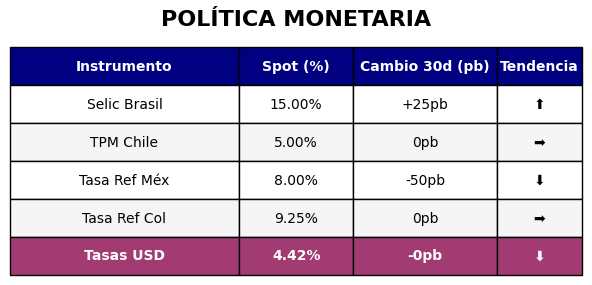 POLÍTICA MONETARIA
Instrumento Spot (%) Cambio 30d (pb) Tendencia
Selic Brasil 15.00% +25pb ⬆
TPM Chile 5.00% 0pb ➡
Tasa Ref Méx 8.00% -50pb ⬇
Tasa Ref Col 9.25% 0pb ➡
Tasas USD 4.42% -0pb ⬇